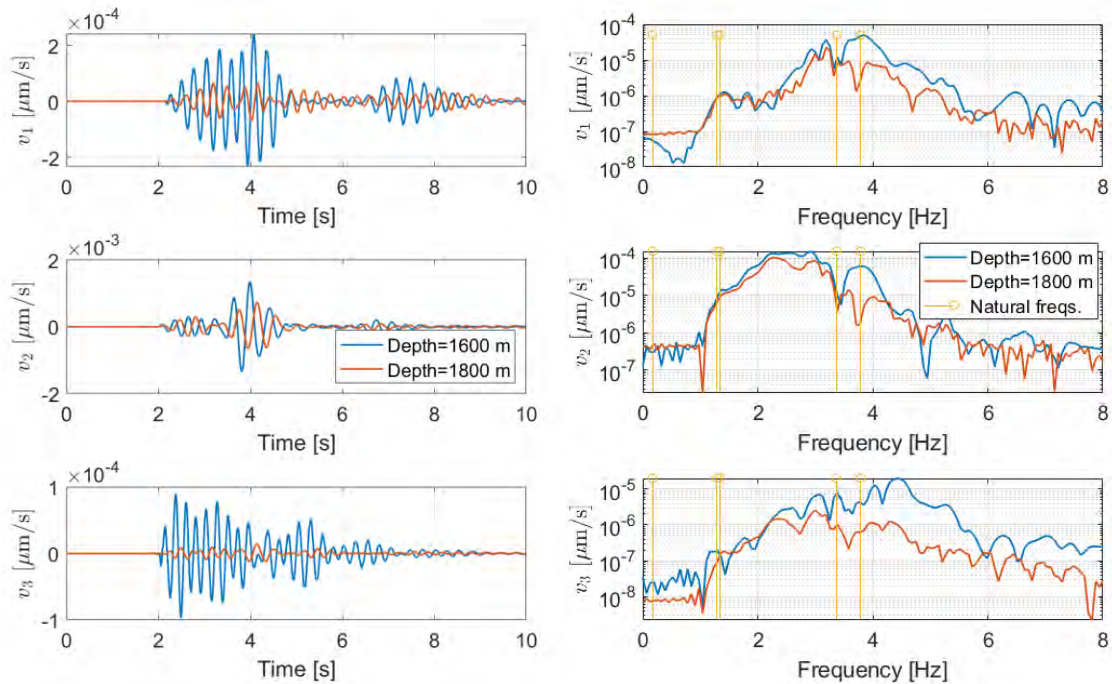 ×10⁻⁴
2
0
-2
v₁ [μm/s]
0 2 4 6 8 10
Time [s]
10⁻⁴
10⁻⁵
10⁻⁶
10⁻⁷
10⁻⁸
v₁ [μm/s]
0 2 4 6 8
Frequency [Hz]
×10⁻³
2
0
-2
v₂ [μm/s]
Depth=1600 m
Depth=1800 m
0 2 4 6 8 10
Time [s]
10⁻⁴
10⁻⁵
10⁻⁶
10⁻⁷
v₂ [μm/s]
Depth=1600 m
Depth=1800 m
Natural freqs.
0 2 4 6 8
Frequency [Hz]
×10⁻⁴
1
0
-1
v₃ [μm/s]
0 2 4 6 8 10
Time [s]
10⁻⁵
10⁻⁶
10⁻⁷
10⁻⁸
v₃ [μm/s]
0 2 4 6 8
Frequency [Hz]